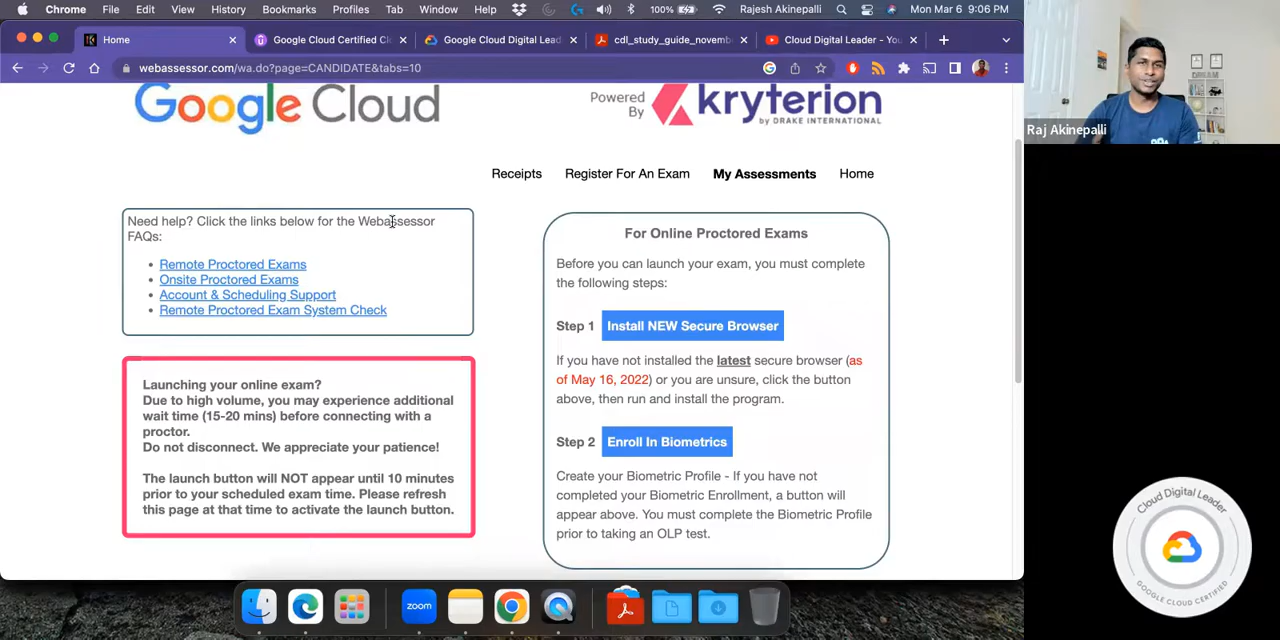 Chrome File Edit View History Bookmarks Profiles Tab Window Help 100% Rajesh Akinepalli Mon Mar 6 9:06 PM
Home
Google Cloud Certified Cl
Google Cloud Digital Lead
cdl_study_guide_novemb
Cloud Digital Leader - You
webassessor.com/wa.do?page=CANDIDATE&tabs=10
Google Cloud
Powered
By
kryterion
by DRAKE INTERNATIONAL
Receipts Register For An Exam My Assessments Home
Need help? Click the links below for the Webassessor
FAQs:
• Remote Proctored Exams
• Onsite Proctored Exams
• Account & Scheduling Support
• Remote Proctored Exam System Check
Launching your online exam?
Due to high volume, you may experience additional
wait time (15-20 mins) before connecting with a
proctor.
Do not disconnect. We appreciate your patience!
The launch button will NOT appear until 10 minutes
prior to your scheduled exam time. Please refresh
this page at that time to activate the launch button.
For Online Proctored Exams
Before you can launch your exam, you must complete
the following steps:
Step 1 Install NEW Secure Browser
If you have not installed the latest secure browser (as
of May 16, 2022) or you are unsure, click the button
above, then run and install the program.
Step 2 Enroll In Biometrics
Create your Biometric Profile - If you have not
completed your Biometric Enrollment, a button will
appear above. You must complete the Biometric Profile
prior to taking an OLP test.
zoom
Raj Akinepalli
Cloud Digital Leader
GOOGLE CLOUD CERTIFIED